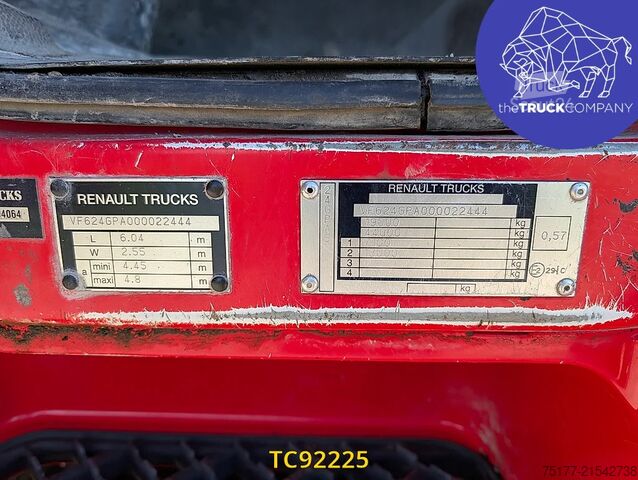 theTRUCKCOMPANY
CKS
4064
RENAULT TRUCKS
VF624GPA000022444
L 6.04 m
W 2.55 m
a mini 4.45 m
maxi 4.8 m
RENAULT TRUCKS
VF624GPA000022444
kg
44000 kg
1 kg
2 kg
3 kg
4 kg
kg
0,57
TC92225
75177-21542738